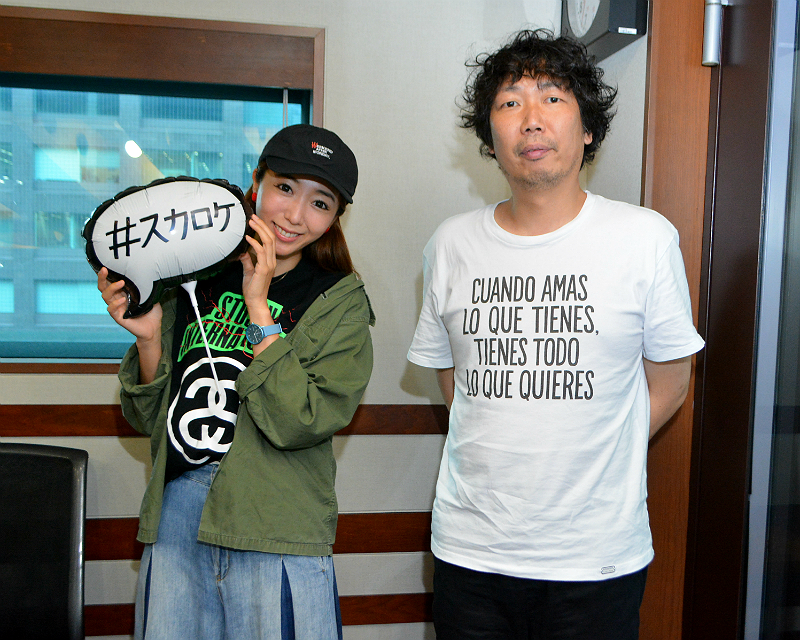 #スカロケ
CUANDO AMAS
LO QUE TIENES,
TIENES TODO
LO QUE QUIERES